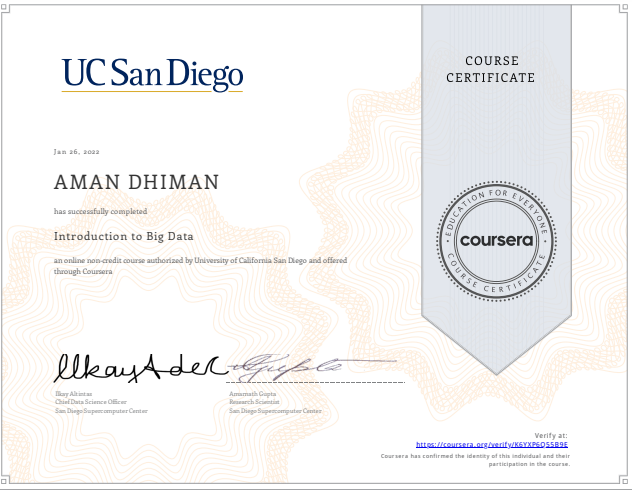 UC San Diego
COURSE
CERTIFICATE
Jan 26, 2022
AMAN DHIMAN
has successfully completed
Introduction to Big Data
an online non-credit course authorized by University of California San Diego and offered
through Coursera
EDUCATION FOR EVERYONE
coursera
COURSE CERTIFICATE
Ilkay Altintas
Chief Data Science Officer
San Diego Supercomputer Center
Amarnath Gupta
Research Scientist
San Diego Supercomputer Center
Verify at:
https://coursera.org/verify/K6YXP6Q55B9E
Coursera has confirmed the identity of this individual and their
participation in the course.